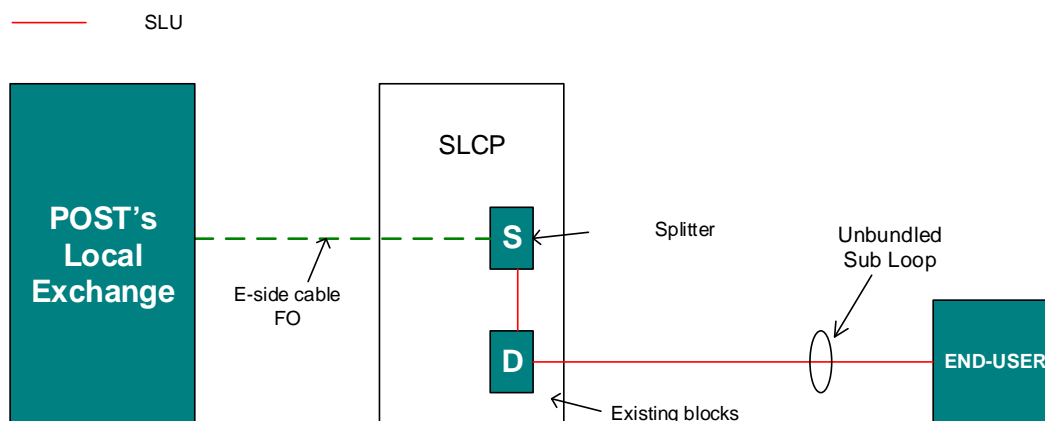 SLU
POST’s
Local
Exchange
SLCP
S
Splitter
Unbundled
Sub Loop
E-side cable
FO
D
END-USER
Existing blocks